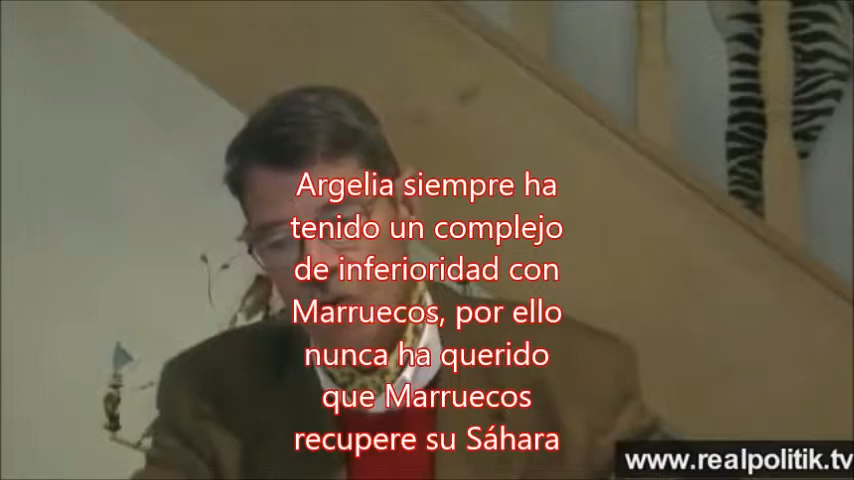 Argelia siempre ha
tenido un complejo
de inferioridad con
Marruecos, por ello
nunca ha querido
que Marruecos
recupere su Sáhara
www.realpolitik.tv